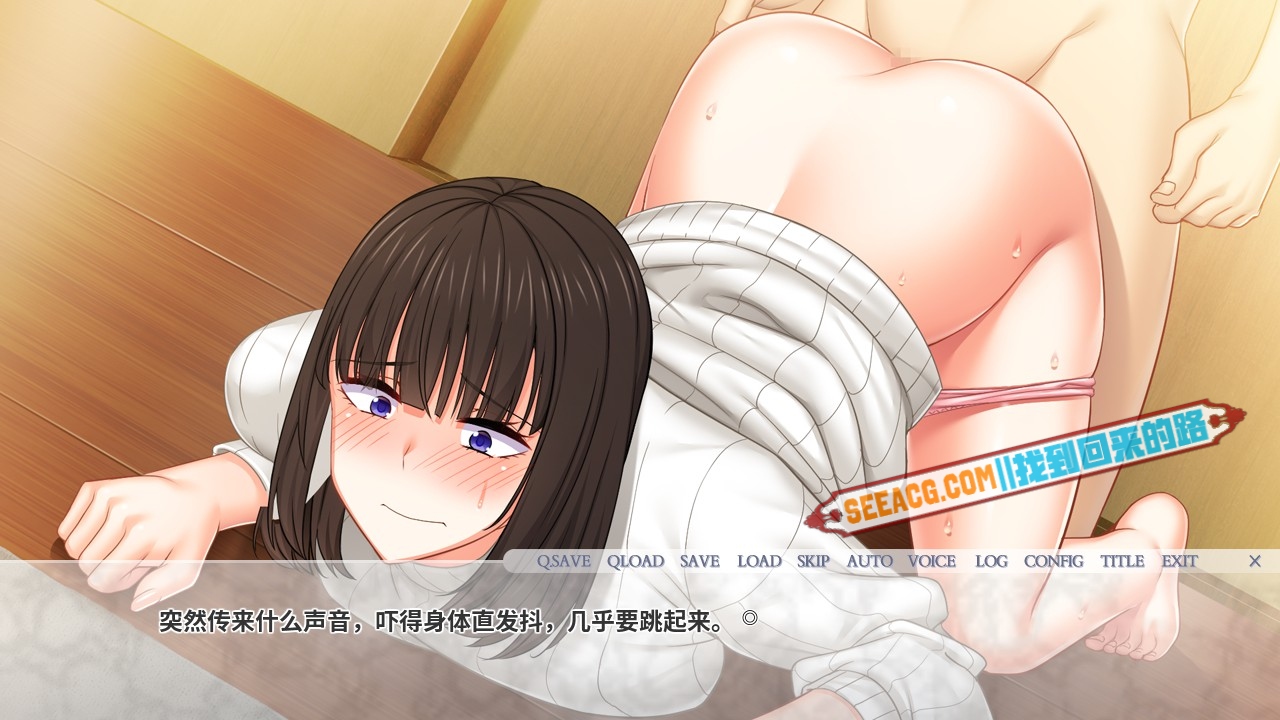 SEEACG.COM||找到回来的路
Q.SAVE QLOAD SAVE LOAD SKIP AUTO VOICE LOG CONFIG TITLE EXIT ×
突然传来什么声音，吓得身体直发抖，几乎要跳起来。◎